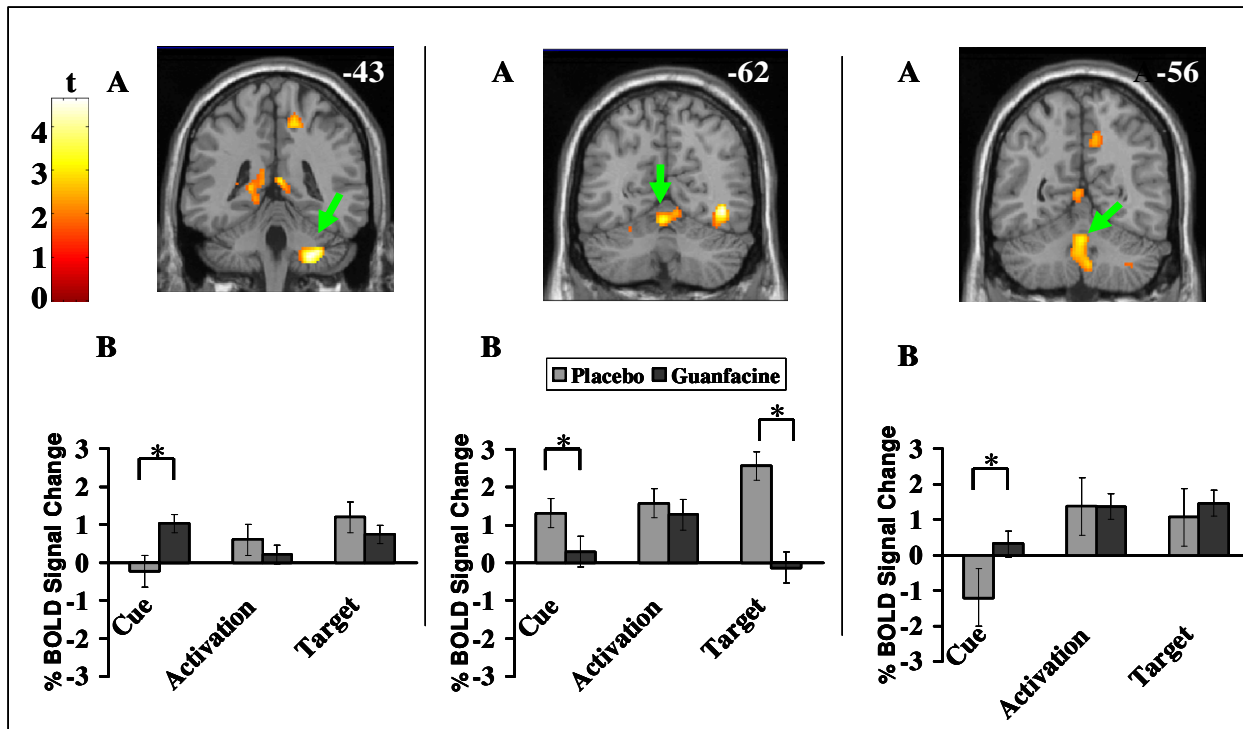 t
4
3
2
1
0
A
-43
A
-62
A
-56
B
% BOLD Signal Change
3
2
1
0
-1
-2
-3
*
Cue
Activation
Target
B
Placebo Guanfacine
% BOLD Signal Change
3
2
1
0
-1
-2
-3
*
*
Cue
Activation
Target
B
% BOLD Signal Change
3
2
1
0
-1
-2
-3
*
Cue
Activation
Target